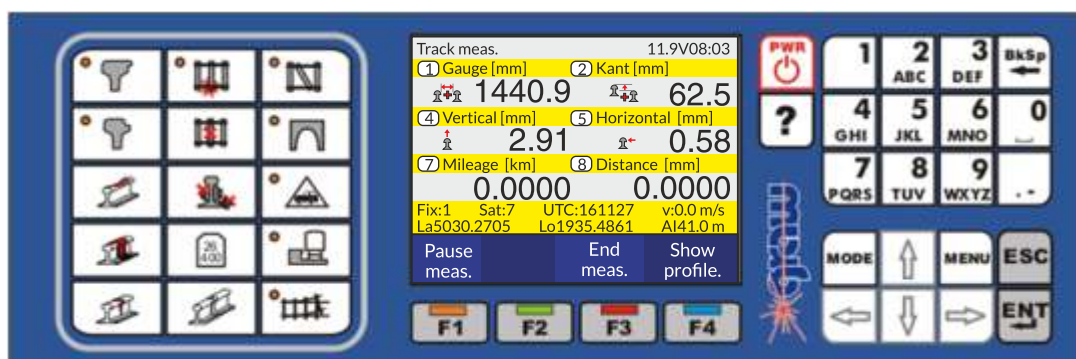 Track meas. 11.9V08:03
1 Gauge [mm] 2 Kant [mm]
1440.9 62.5
4 Vertical [mm] 5 Horizontal [mm]
2.91 0.58
7 Mileage [km] 8 Distance [mm]
0.0000 0.0000
Fix:1 Sat:7 UTC:161127 v:0.0 m/s
La5030.2705 Lo1935.4861 Al41.0 m
Pause meas. End meas. Show profile.
F1 F2 F3 F4
26
400
PWR
?
1 2 ABC 3 DEF BkSp
4 GHI 5 JKL 6 MNO 0
7 PQRS 8 TUV 9 WXYZ .-
MODE MENU ESC
ENT